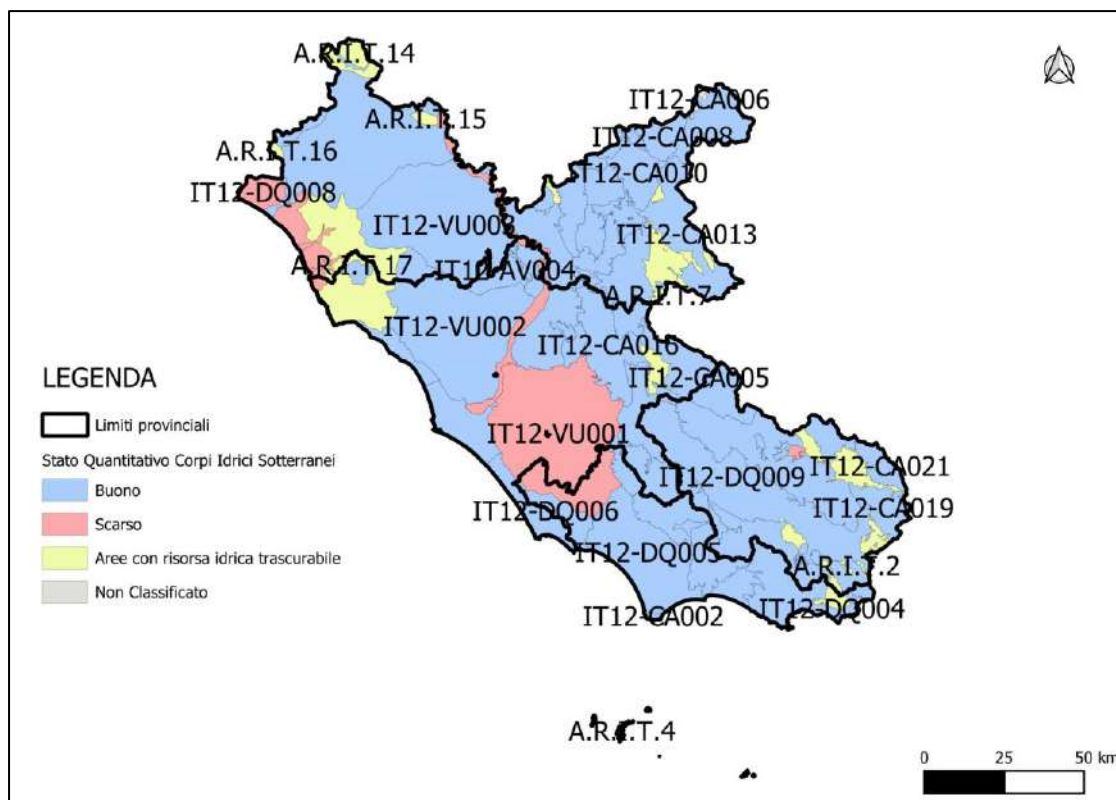 A.R.I.T.14
IT12-CA006
A.R.I.T.15
IT12-CA008
A.R.I.T.16
IT12-CA010
IT12-DQ008
IT12-VU003
IT12-CA013
A.R.I.T.17
IT12-AV004
A.R.I.T.7
IT12-VU002
IT12-CA016
IT12-CA005
LEGENDA
Limiti provinciali
Stato Quantitativo Corpi Idrici Sotterranei
Buono
Scarso
Aree con risorsa idrica trascurabile
Non Classificato
IT12-VU001
IT12-CA021
IT12-DQ009
IT12-DQ006
IT12-CA019
IT12-DQ005
A.R.I.T.2
IT12-CA002
IT12-DQ004
A.R.I.T.4
0 25 50 km